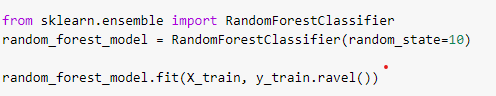 from sklearn.ensemble import RandomForestClassifier
random_forest_model = RandomForestClassifier(random_state=10)
random_forest_model.fit(X_train, y_train.ravel())